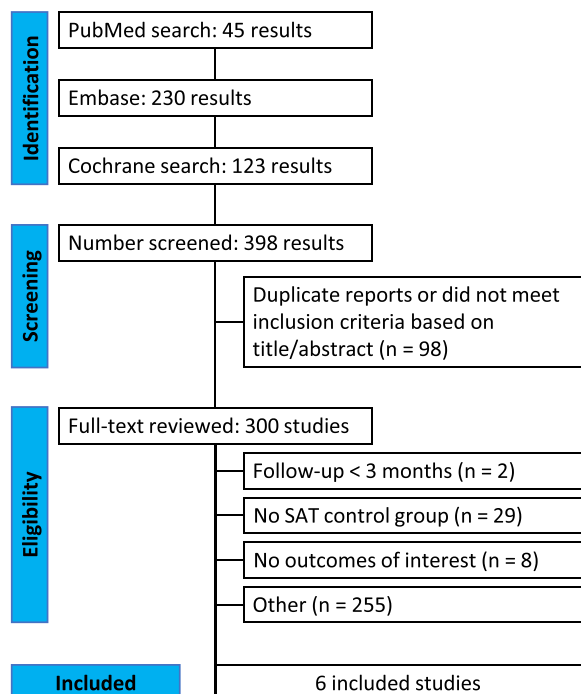 Identification
PubMed search: 45 results
Embase: 230 results
Cochrane search: 123 results
Screening
Number screened: 398 results
Duplicate reports or did not meet
inclusion criteria based on
title/abstract (n = 98)
Eligibility
Full-text reviewed: 300 studies
Follow-up < 3 months (n = 2)
No SAT control group (n = 29)
No outcomes of interest (n = 8)
Other (n = 255)
Included
6 included studies